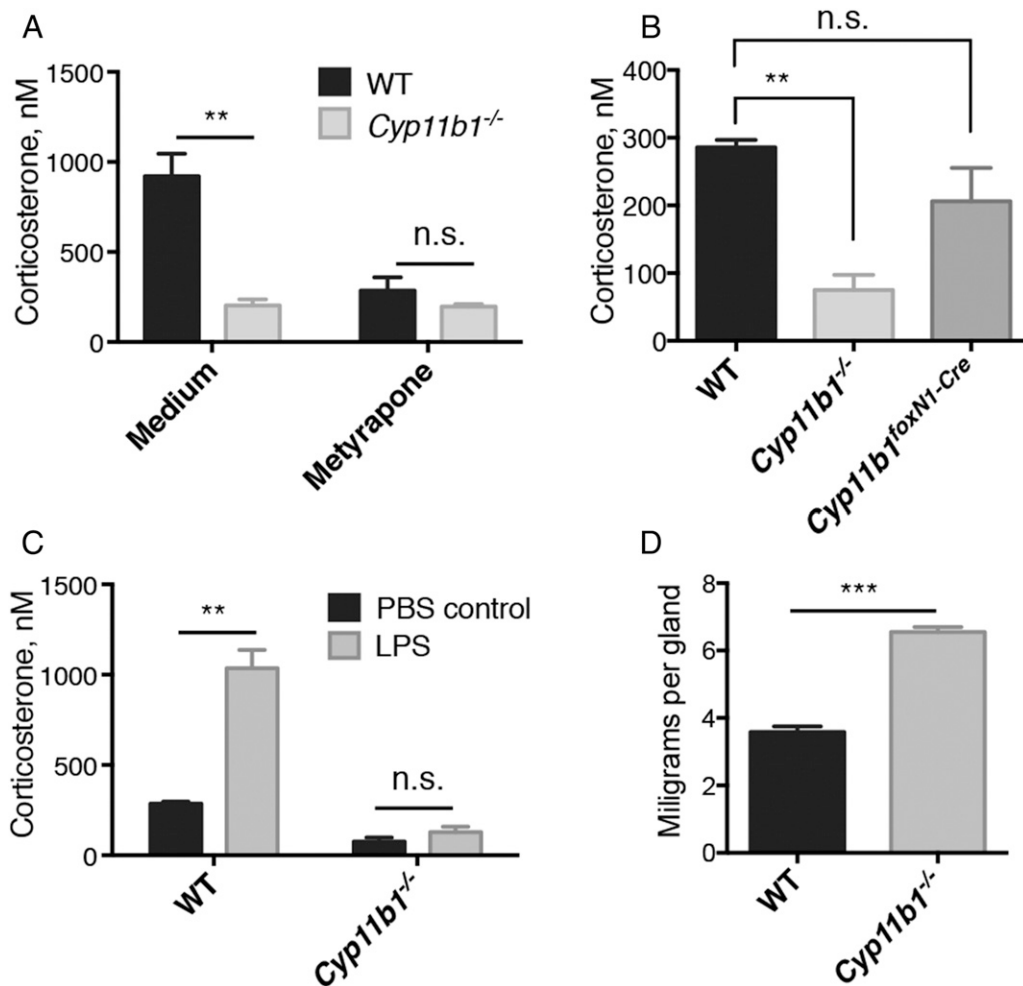 A
Corticosterone, nM
1500
1000
500
0
**
n.s.
WT
Cyp11b1-/-
Medium
Metyrapone
B
Corticosterone, nM
400
300
200
100
0
n.s.
**
WT
Cyp11b1-/-
Cyp11b1foxN1-Cre
C
Corticosterone, nM
1500
1000
500
0
**
n.s.
PBS control
LPS
WT
Cyp11b1-/-
D
Miligrams per gland
8
6
4
2
0
***
WT
Cyp11b1-/-